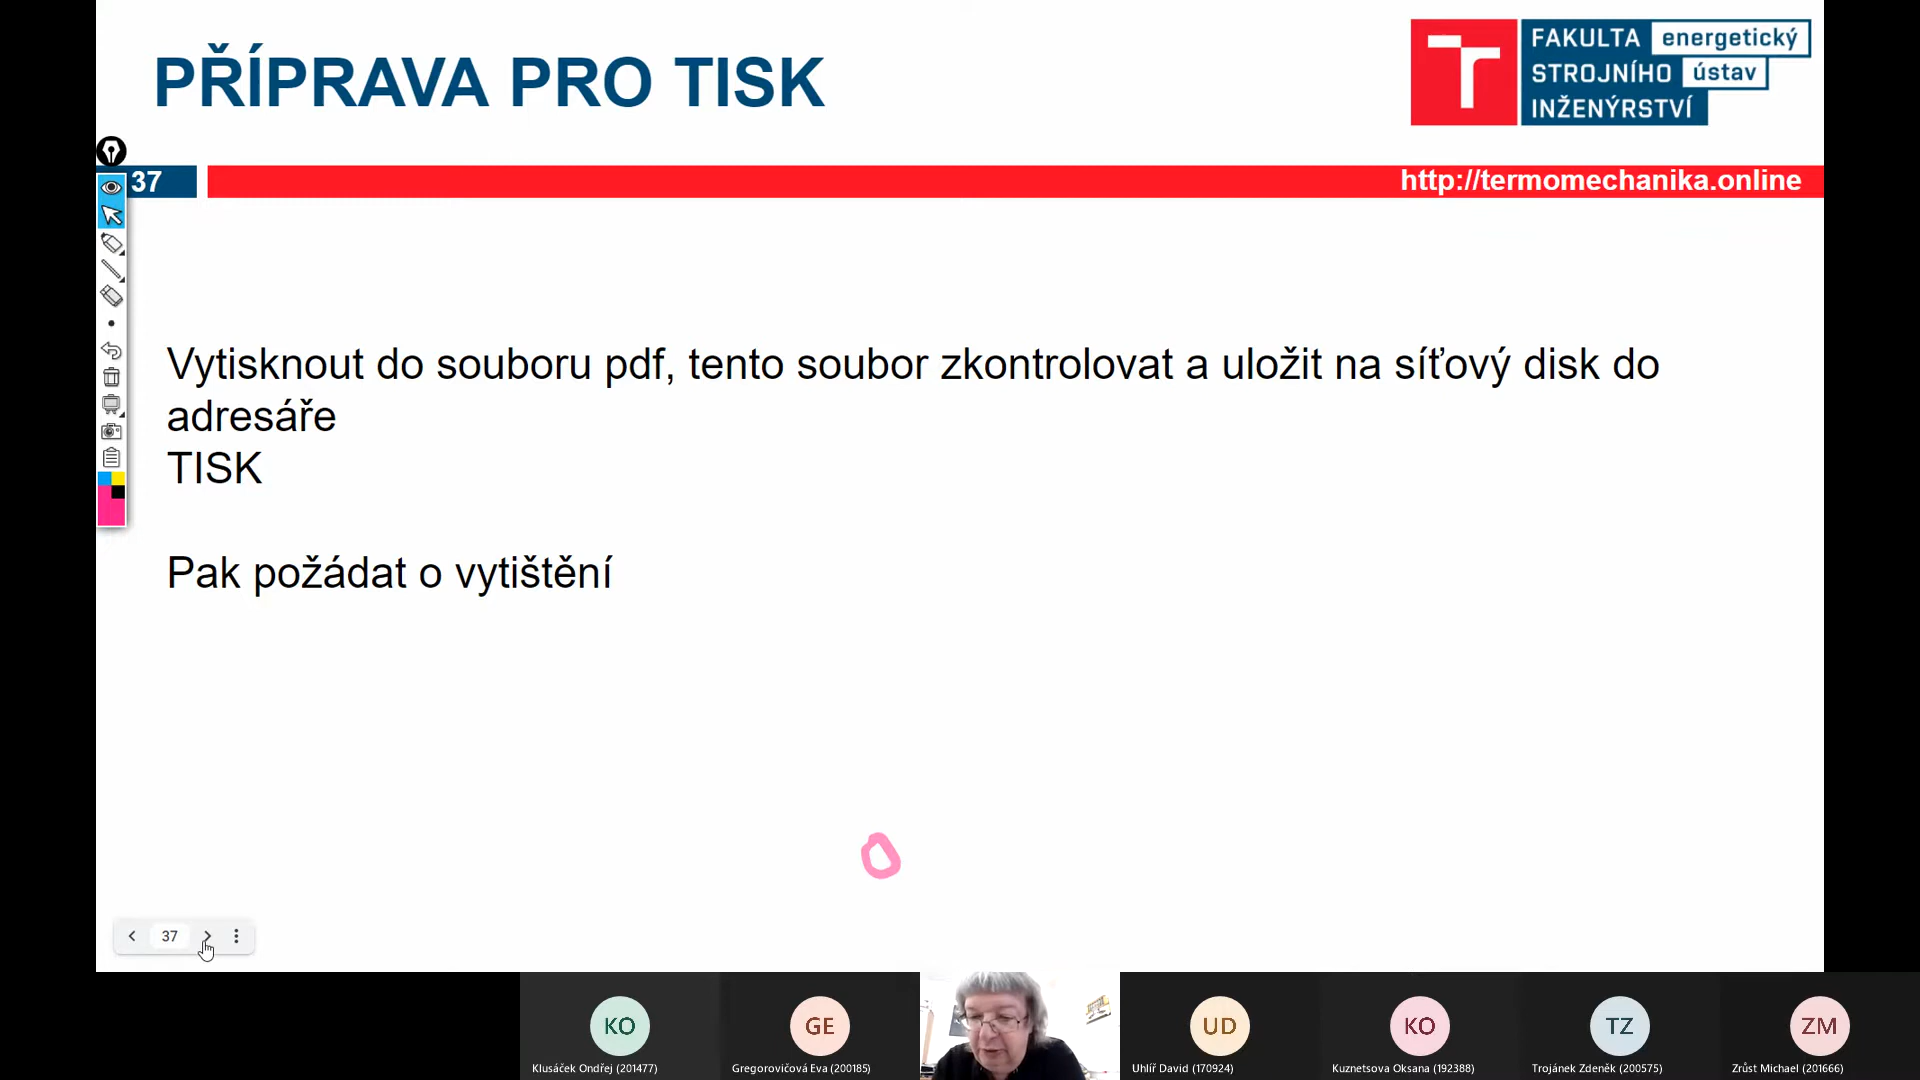 PŘÍPRAVA PRO TISK
FAKULTA energetický
STROJNÍHO ústav
INŽENÝRSTVÍ
37
http://termomechanika.online
Vytisknout do souboru pdf, tento soubor zkontrolovat a uložit na síťový disk do
adresáře
TISK
Pak požádat o vytištění
37
KO
GE
UD
KO
TZ
ZM
Klusáček Ondřej (201477)
Gregorovičová Eva (200185)
Uhlíř David (170924)
Kuznetsova Oksana (192388)
Trojánek Zdeněk (200575)
Zrůst Michael (201666)